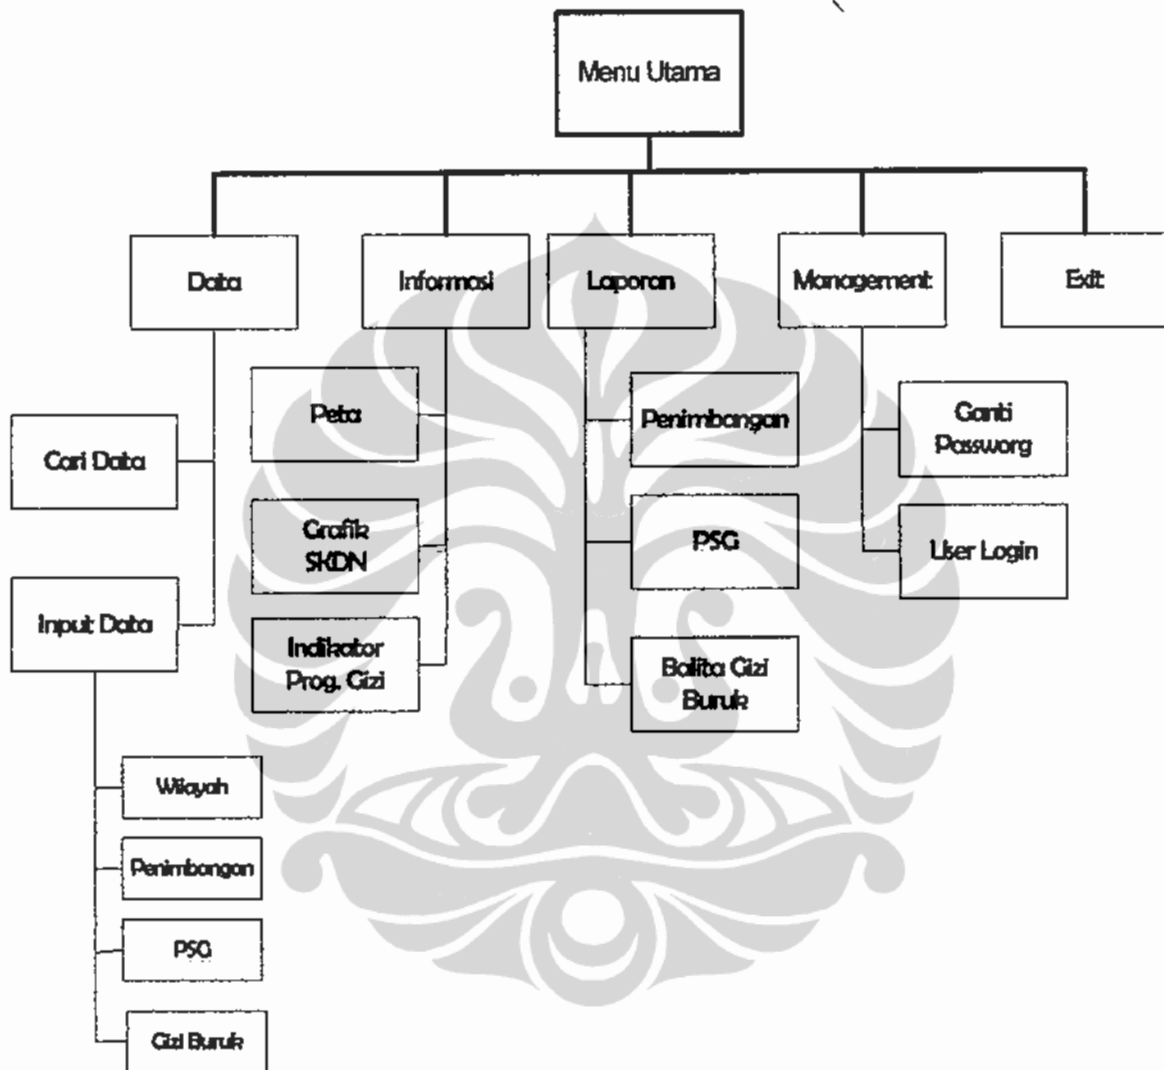 Menu Utama
Data
Informasi
Laporan
Management
Exit
Peta
Penimbangan
Ganti
Passworg
Cari Data
Grafik
SKDN
PSG
User Login
Input Data
Indikator
Prog. Gizi
Balita Gizi
Buruk
Wilayah
Penimbangan
PSG
Gizi Buruk